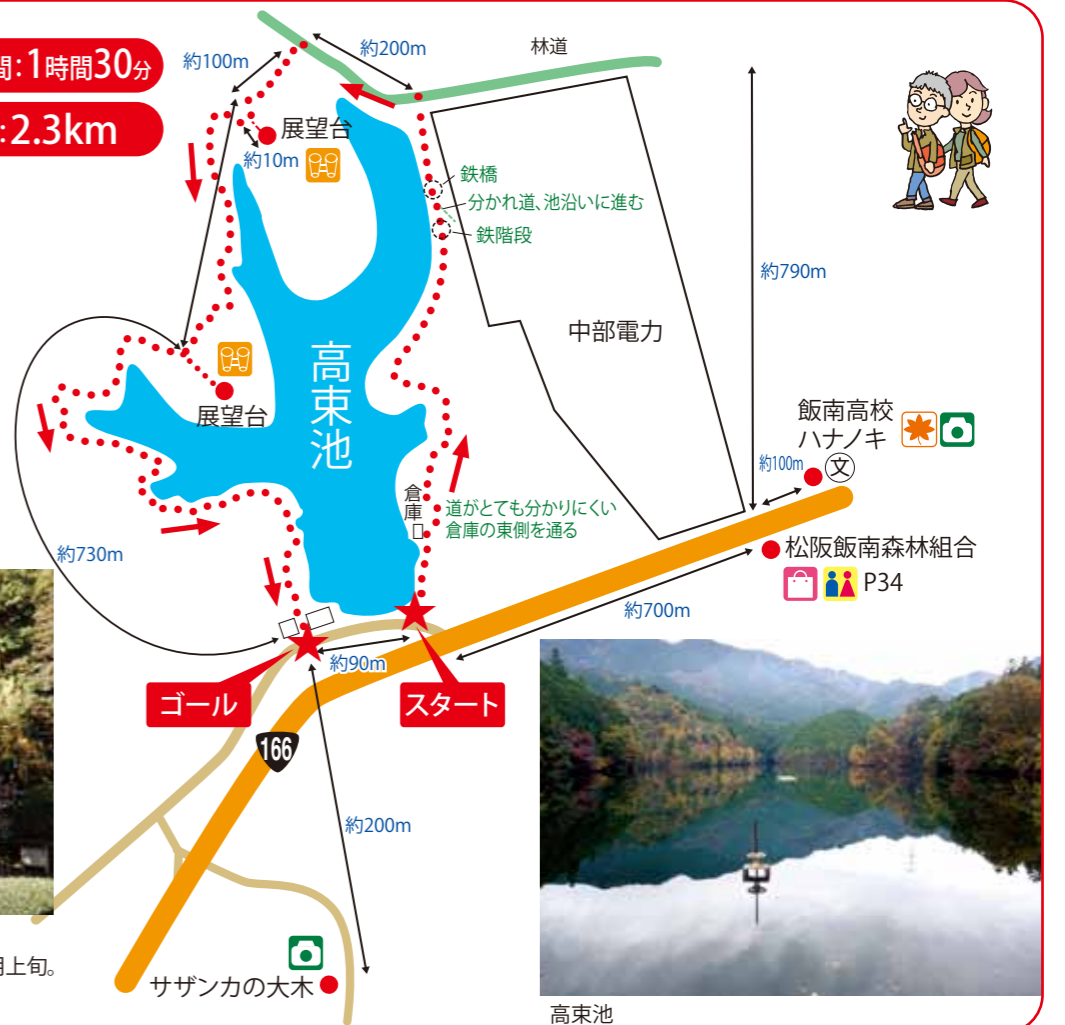 間：1時間30分
：2.3km
約100m
約200m
林道
展望台
約10m
鉄橋
分かれ道、池沿いに進む
鉄階段
約790m
中部電力
高束池
展望台
飯南高校
ハナノキ
約100m
文
倉庫
道がとても分かりにくい
倉庫の東側を通る
松阪飯南森林組合
P34
約730m
約700m
約90m
ゴール
スタート
166
約200m
サザンカの大木
月上旬。
高束池